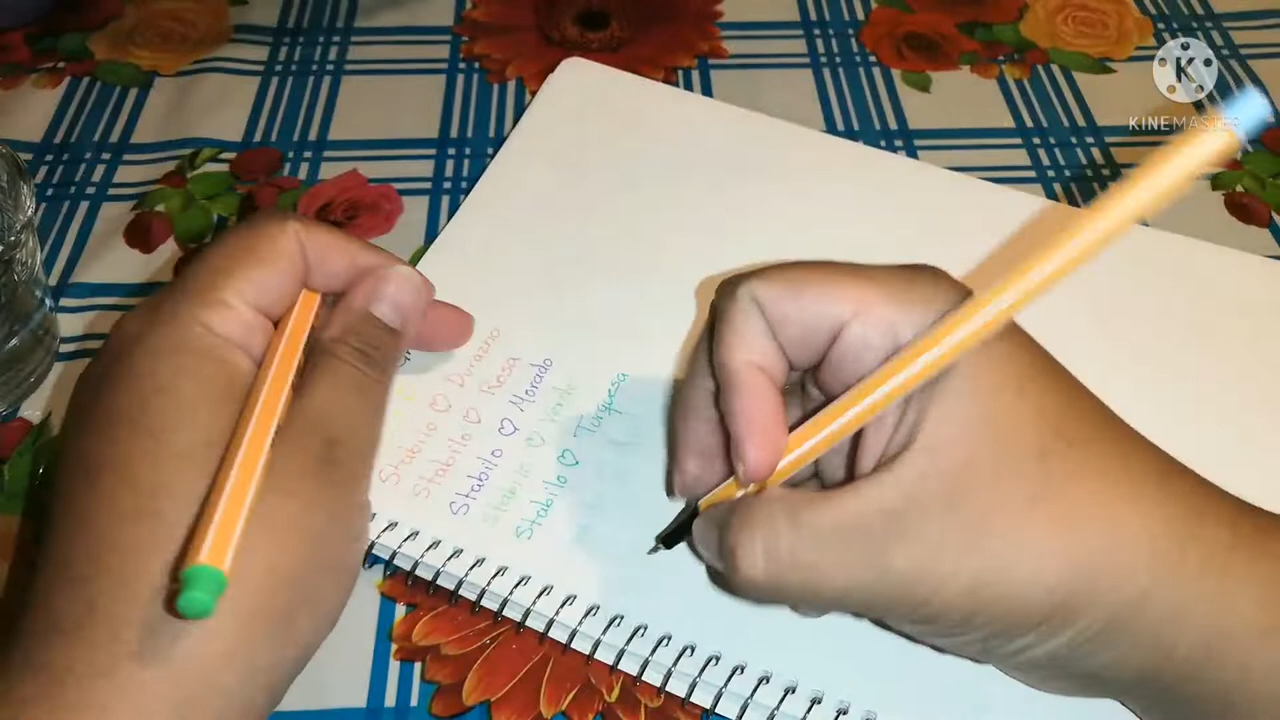 Stabilo ♡ Durazno
Stabilo ♡ Rosa
Stabilo ♡ Morado
Stabilo ♡ Verde
Stabilo ♡ Turquesa
KINEMASTER